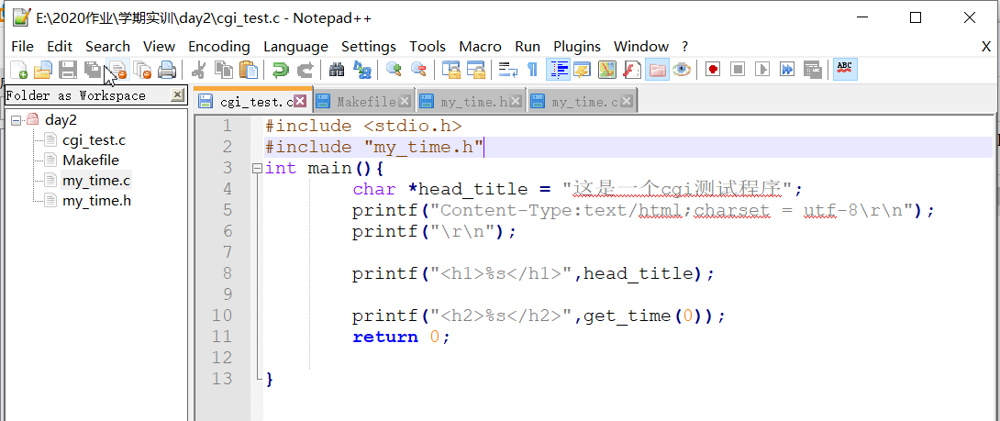 E:\2020作业\学期实训\day2\cgi_test.c - Notepad++
File Edit Search View Encoding Language Settings Tools Macro Run Plugins Window ? X
ABC
Folder as Workspace
cgi_test.c Makefile my_time.h my_time.c
day2
cgi_test.c
Makefile
my_time.c
my_time.h
1 #include <stdio.h>
2 #include "my_time.h"
3 int main(){
4 char *head_title = "这是一个cgi测试程序";
5 printf("Content-Type:text/html;charset = utf-8\r\n");
6 printf("\r\n");
7
8 printf("<h1>%s</h1>",head_title);
9
10 printf("<h2>%s</h2>",get_time(0));
11 return 0;
12
13 }